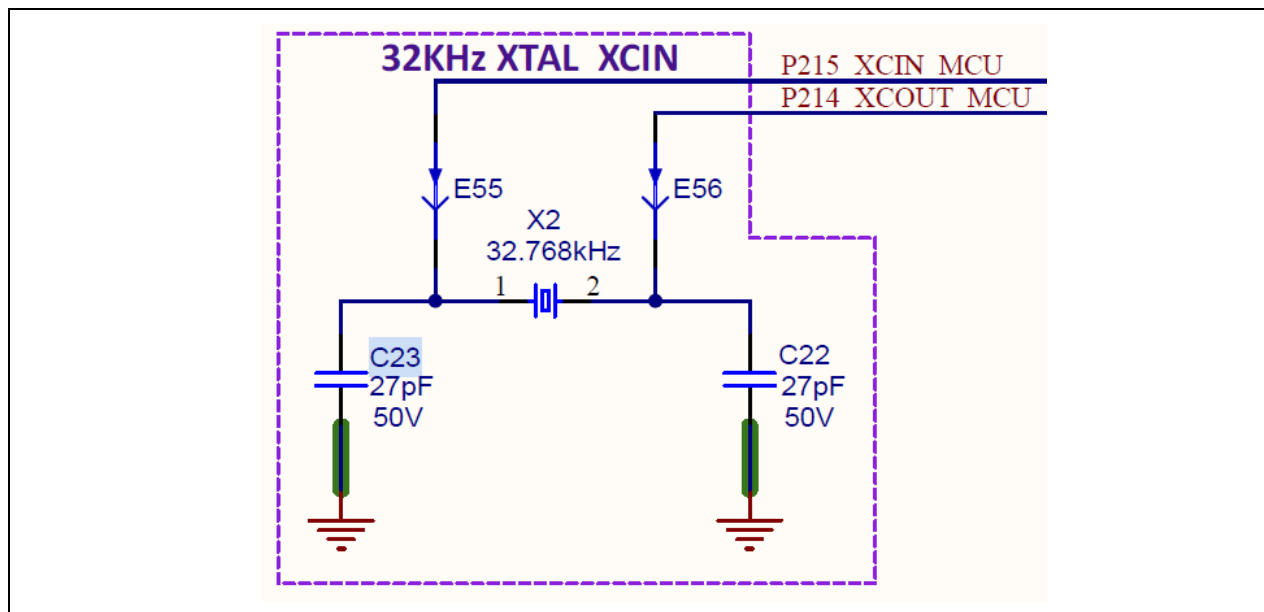 32KHz XTAL XCIN
P215 XCIN MCU
P214 XCOUT MCU
E55
E56
X2
32.768kHz
1
2
C23
27pF
50V
C22
27pF
50V